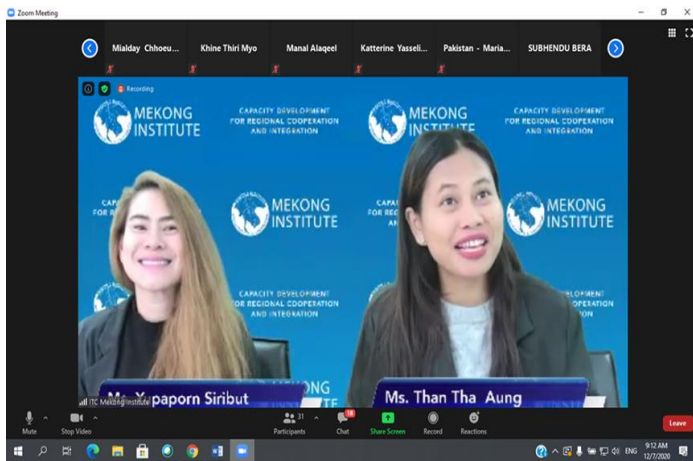 Zoom Meeting
Mialday Chhoeu...
Khine Thiri Myo
Manal Alaqeel
Katterine Yasseli...
Pakistan - Maria...
SUBHENDU BERA
Recording
MEKONG
INSTITUTE
CAPACITY DEVELOPMENT
FOR REGIONAL COOPERATION
AND INTEGRATION
MEKONG
INSTITUTE
CAPACITY DEVELOPMENT
FOR REGIONAL COOPERATION
AND INTEGRATION
MEKONG
INSTITUTE
MEKONG
INSTITUTE
CAPACITY DEVELOPMENT
FOR REGIONAL COOPERATION
AND INTEGRATION
Siribut
Ms. Than Tha Aung
ITC Mekong Institute
Mute
Stop Video
31
Participants
Chat
Share Screen
Record
Reactions
Leave
ENG
9:12 AM
12/7/2020